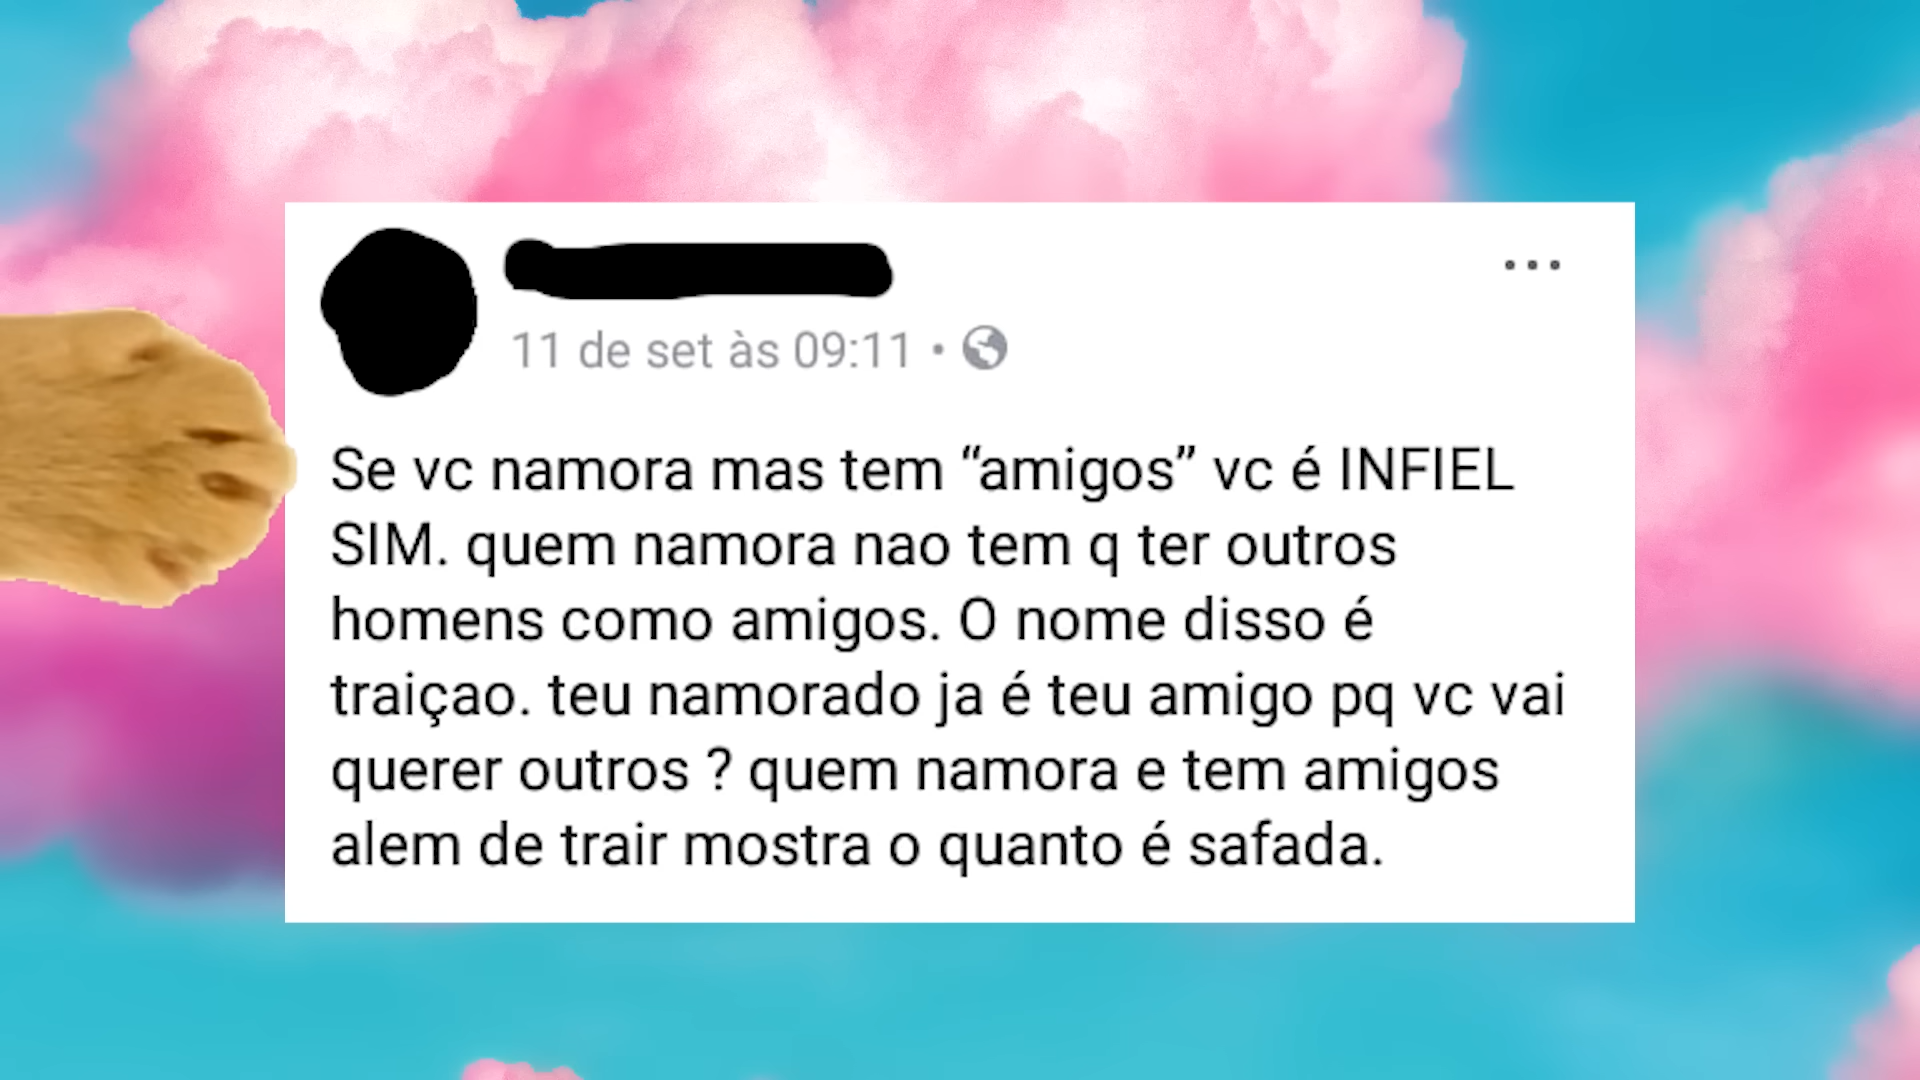 11 de set às 09:11 •
Se vc namora mas tem “amigos” vc é INFIEL
SIM. quem namora nao tem q ter outros
homens como amigos. O nome disso é
traiçao. teu namorado ja é teu amigo pq vc vai
querer outros ? quem namora e tem amigos
alem de trair mostra o quanto é safada.